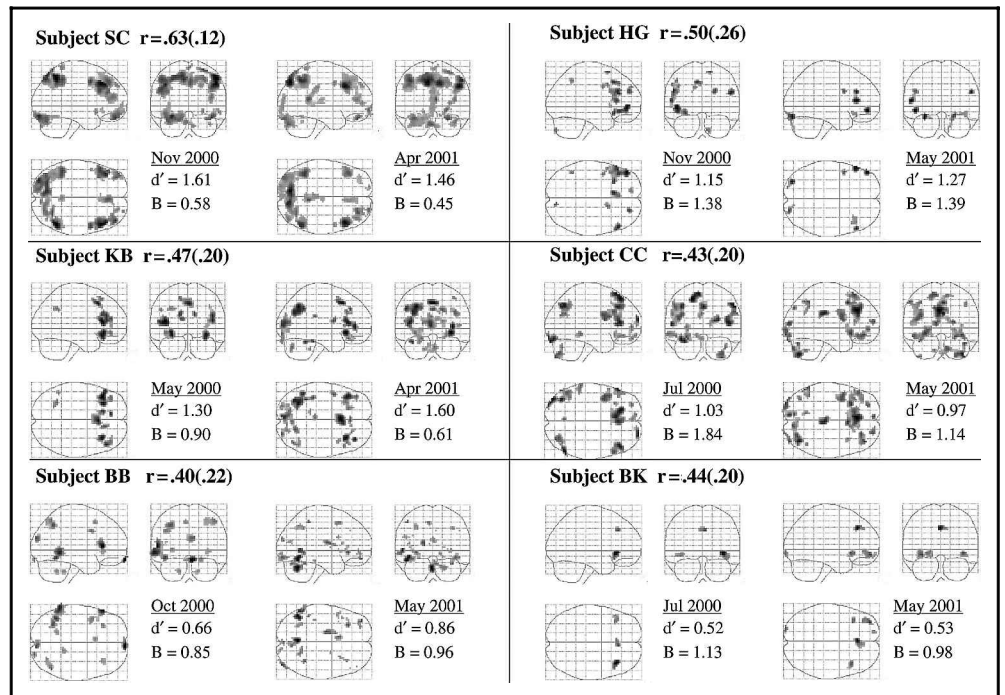 Subject SC r=.63(.12)
Nov 2000
d′ = 1.61
B = 0.58
Apr 2001
d′ = 1.46
B = 0.45
Subject HG r=.50(.26)
Nov 2000
d′ = 1.15
B = 1.38
May 2001
d′ = 1.27
B = 1.39
Subject KB r=.47(.20)
May 2000
d′ = 1.30
B = 0.90
Apr 2001
d′ = 1.60
B = 0.61
Subject CC r=.43(.20)
Jul 2000
d′ = 1.03
B = 1.84
May 2001
d′ = 0.97
B = 1.14
Subject BB r=.40(.22)
Oct 2000
d′ = 0.66
B = 0.85
May 2001
d′ = 0.86
B = 0.96
Subject BK r=.44(.20)
Jul 2000
d′ = 0.52
B = 1.13
May 2001
d′ = 0.53
B = 0.98